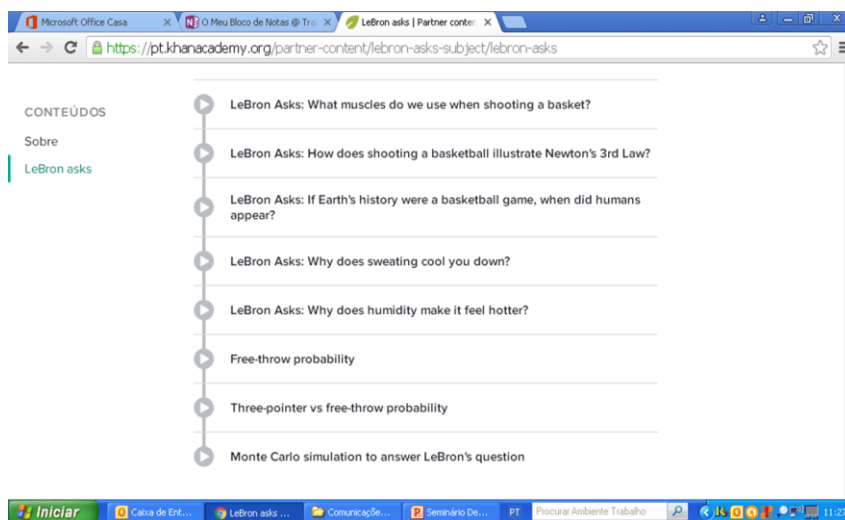 Microsoft Office Casa
O Meu Bloco de Notas @ Tra
LeBron asks | Partner conten
https://pt.khanacademy.org/partner-content/lebron-asks-subject/lebron-asks
CONTEÚDOS
Sobre
LeBron asks
LeBron Asks: What muscles do we use when shooting a basket?
LeBron Asks: How does shooting a basketball illustrate Newton's 3rd Law?
LeBron Asks: If Earth's history were a basketball game, when did humans
appear?
LeBron Asks: Why does sweating cool you down?
LeBron Asks: Why does humidity make it feel hotter?
Free-throw probability
Three-pointer vs free-throw probability
Monte Carlo simulation to answer LeBron's question
Iniciar
Caixa de Ent...
LeBron asks ...
Comunicaçõe...
Seminário De...
PT
Procurar Ambiente Trabalho
11:27